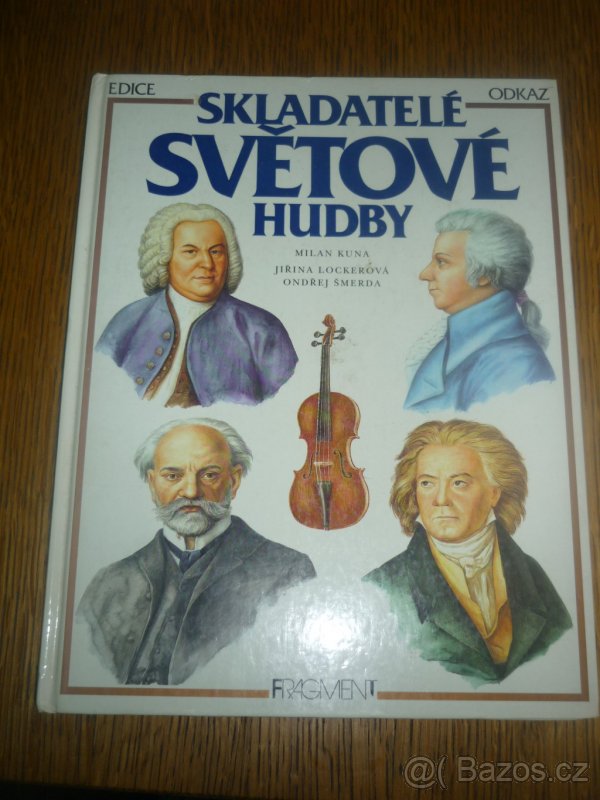 EDICE
ODKAZ
SKLADATELÉ
SVĚTOVÉ
HUDBY
MILAN KUNA
JIŘINA LOCKEROVÁ
ONDŘEJ ŠMERDA
FRAGMENT
Bazos.cz